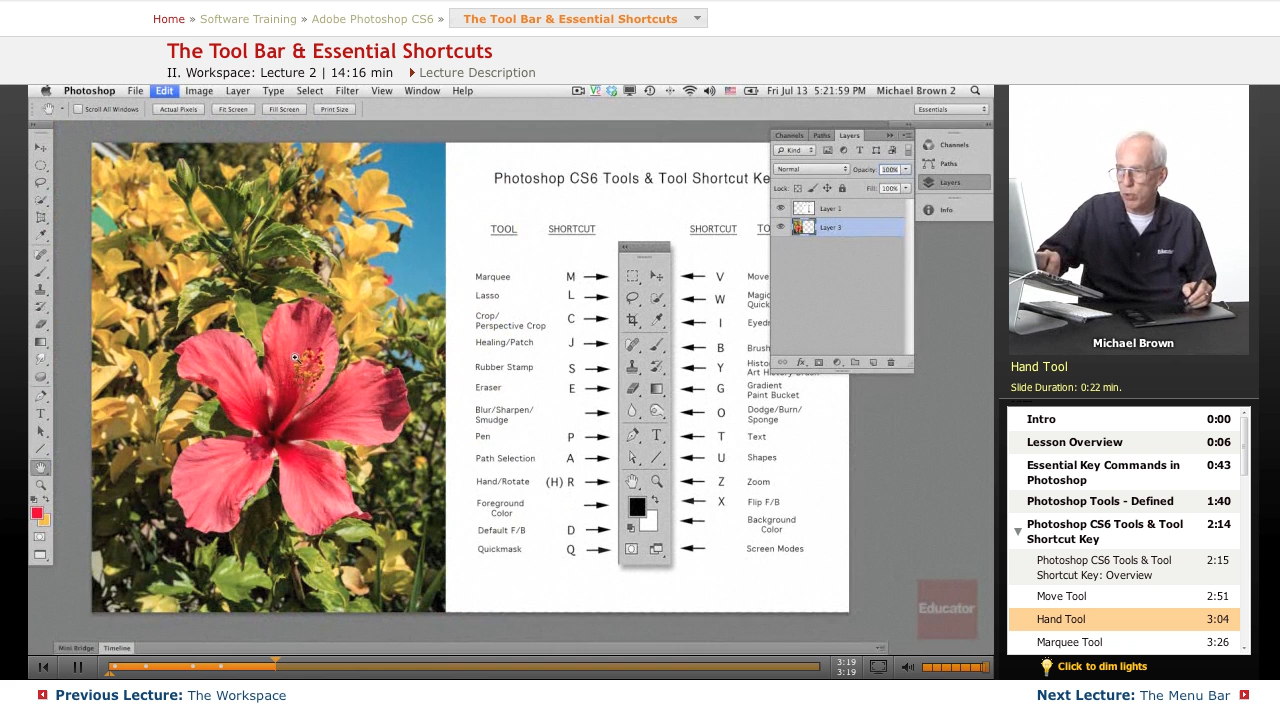 Home » Software Training » Adobe Photoshop CS6 » The Tool Bar & Essential Shortcuts
The Tool Bar & Essential Shortcuts
II. Workspace: Lecture 2 | 14:16 min Lecture Description
Photoshop File Edit Image Layer Type Select Filter View Window Help Fri Jul 13 5:21:59 PM Michael Brown 2
Scroll All Windows Actual Pixels Fit Screen Fill Screen Print Size Essentials
Channels Paths Layers
Kind
Normal Opacity: 100%
Lock: Fill: 100%
Layer 1
Layer 3
Channels
Paths
Layers
Info
Photoshop CS6 Tools & Tool Shortcut Ke
TOOL SHORTCUT SHORTCUT TO
Marquee M V Move
Lasso L W Magic
Quick
Crop/
Perspective Crop C I Eyed
Healing/Patch J B Brush
Rubber Stamp S Y Histo
Art History Brush
Eraser E G Gradient
Paint Bucket
Blur/Sharpen/
Smudge O Dodge/Burn/
Sponge
Pen P T Text
Path Selection A U Shapes
Hand/Rotate (H) R Z Zoom
Foreground
Color X Flip F/B
Default F/B D Background
Color
Quickmask Q Screen Modes
Educator
Mini Bridge Timeline
3:19
3:19
Michael Brown
Hand Tool
Slide Duration: 0:22 min.
Intro 0:00
Lesson Overview 0:06
Essential Key Commands in
Photoshop 0:43
Photoshop Tools - Defined 1:40
Photoshop CS6 Tools & Tool
Shortcut Key 2:14
Photoshop CS6 Tools & Tool
Shortcut Key: Overview 2:15
Move Tool 2:51
Hand Tool 3:04
Marquee Tool 3:26
Click to dim lights
Previous Lecture: The Workspace
Next Lecture: The Menu Bar